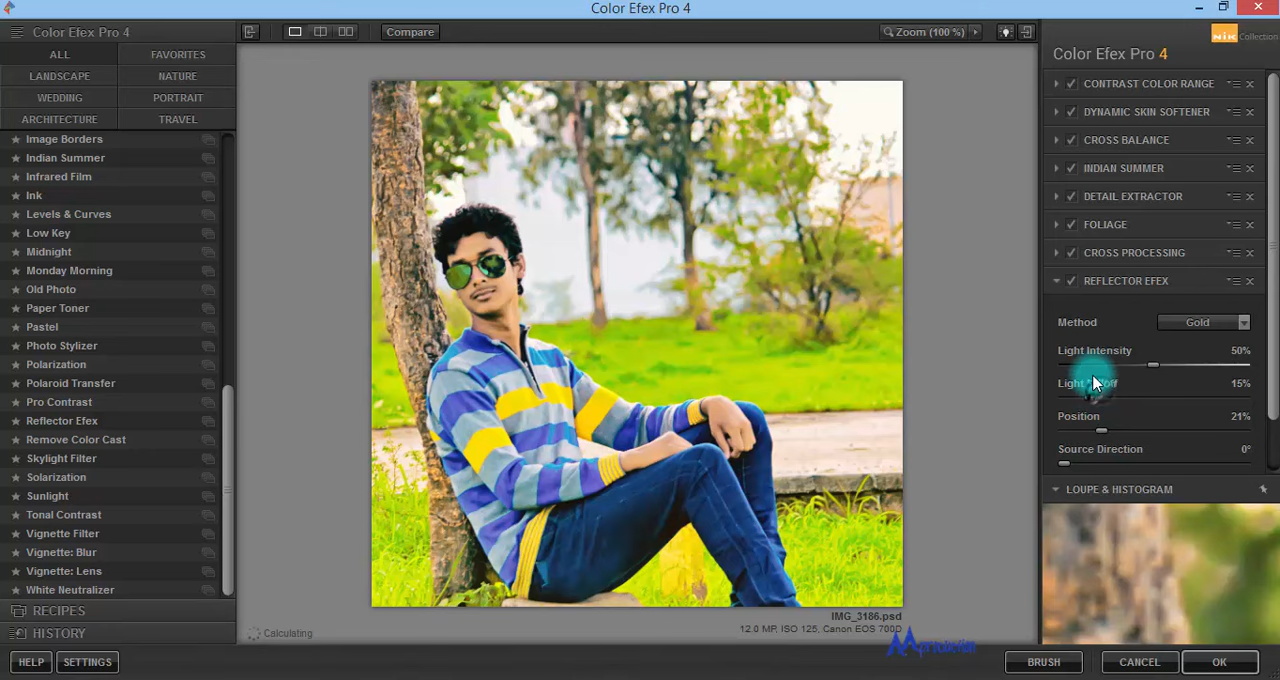 Color Efex Pro 4
Color Efex Pro 4
ALL
FAVORITES
LANDSCAPE
NATURE
WEDDING
PORTRAIT
ARCHITECTURE
TRAVEL
Image Borders
Indian Summer
Infrared Film
Ink
Levels & Curves
Low Key
Midnight
Monday Morning
Old Photo
Paper Toner
Pastel
Photo Stylizer
Polarization
Polaroid Transfer
Pro Contrast
Reflector Efex
Remove Color Cast
Skylight Filter
Solarization
Sunlight
Tonal Contrast
Vignette Filter
Vignette: Blur
Vignette: Lens
White Neutralizer
RECIPES
HISTORY
HELP
SETTINGS
Compare
Zoom (100 %)
Calculating
IMG_3186.psd
12.0 MP, ISO 125, Canon EOS 700D
Nik Collection
Color Efex Pro 4
CONTRAST COLOR RANGE
DYNAMIC SKIN SOFTENER
CROSS BALANCE
INDIAN SUMMER
DETAIL EXTRACTOR
FOLIAGE
CROSS PROCESSING
REFLECTOR EFEX
Method Gold
Light Intensity 50%
Light 15%
Position 21%
Source Direction 0°
LOUPE & HISTOGRAM
BRUSH
CANCEL
OK